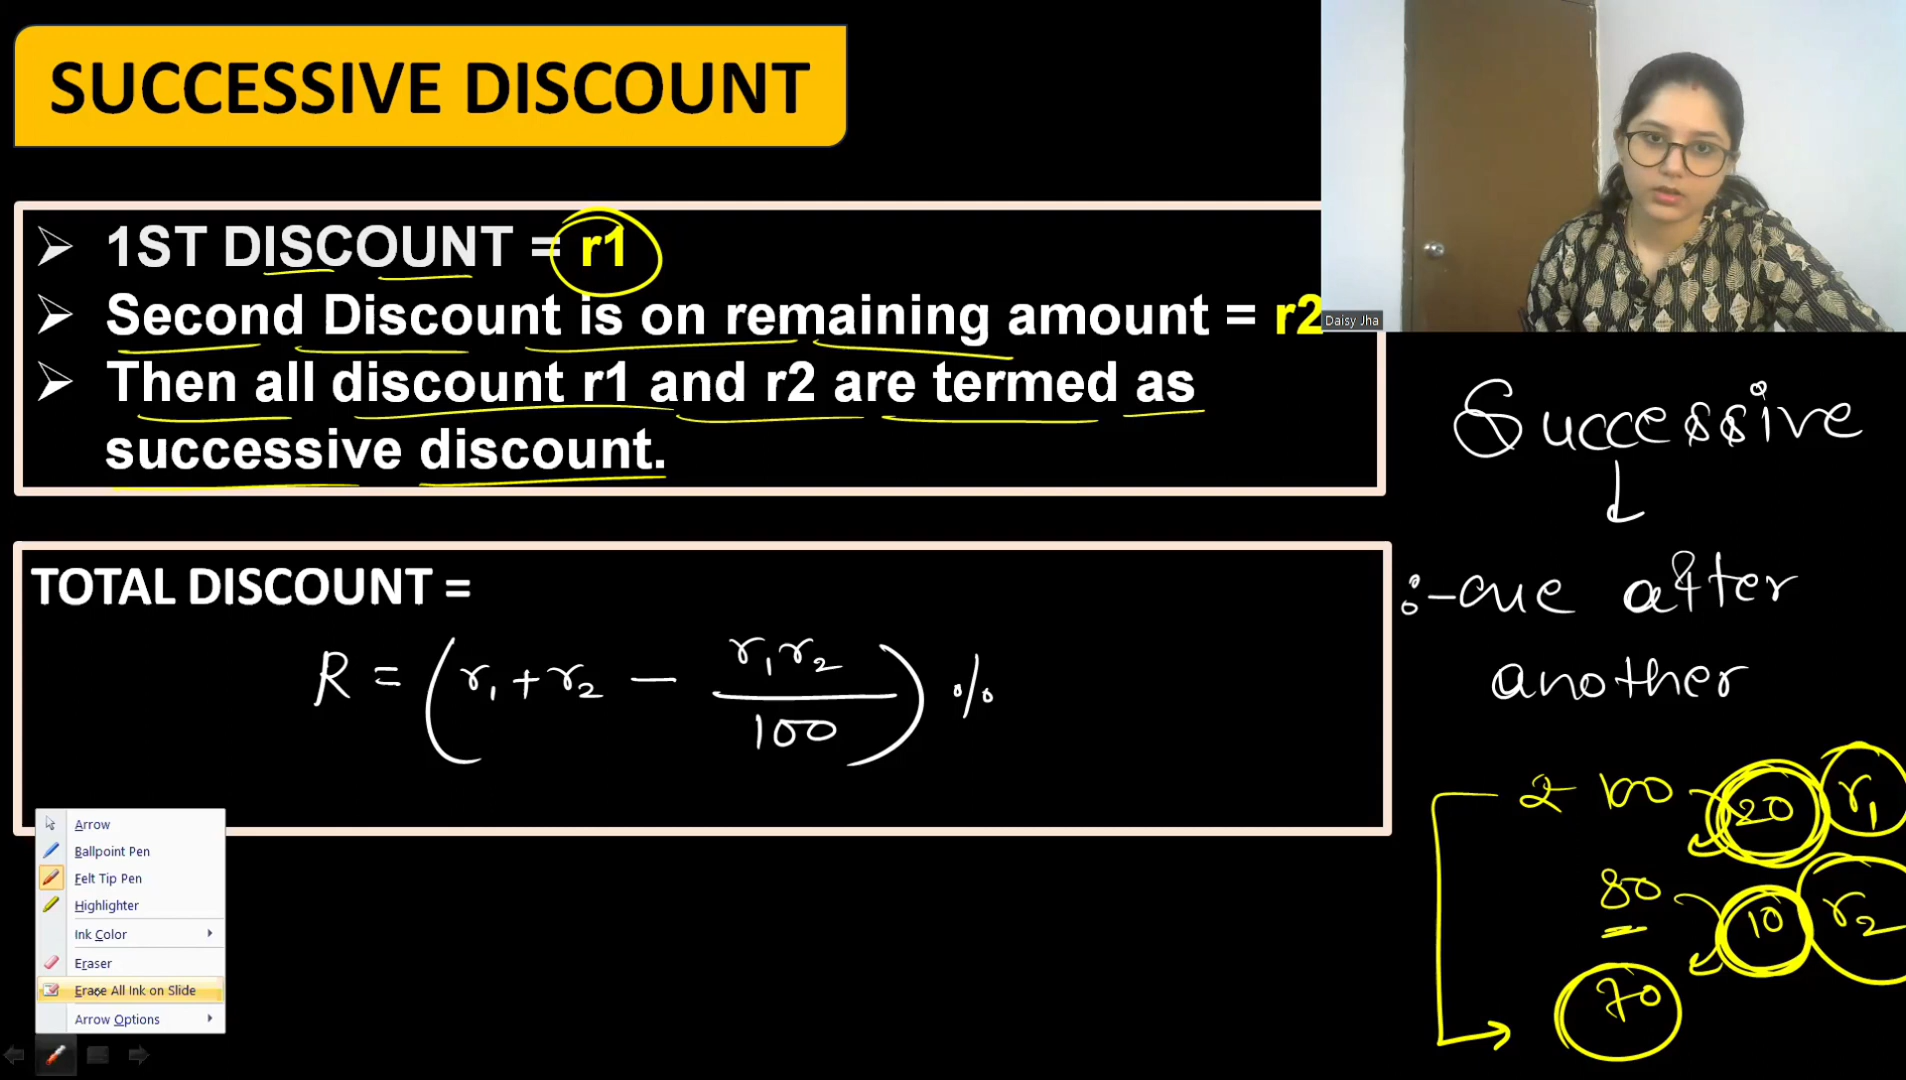 SUCCESSIVE DISCOUNT
➢ 1ST DISCOUNT = r1
➢ Second Discount is on remaining amount = r2
➢ Then all discount r1 and r2 are termed as
successive discount.
Daisy Jha
Successive
:- one after
another
TOTAL DISCOUNT =
R = (r₁ + r₂ − r₁r₂/100) %
2 100 20 r₁
80 10 r₂
70
Arrow
Ballpoint Pen
Felt Tip Pen
Highlighter
Ink Color
Eraser
Erase All Ink on Slide
Arrow Options